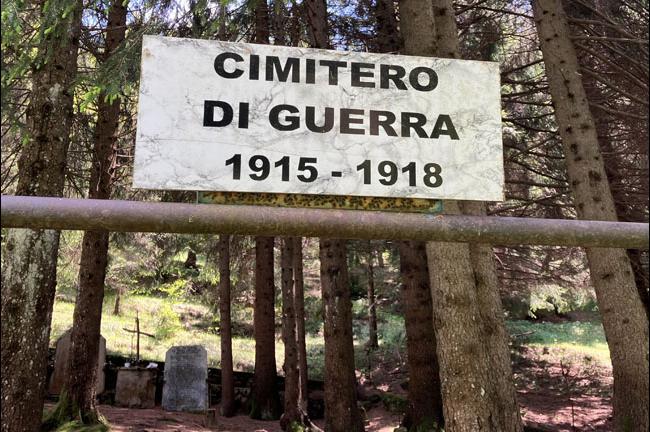 CIMITERO
DI GUERRA
1915 - 1918